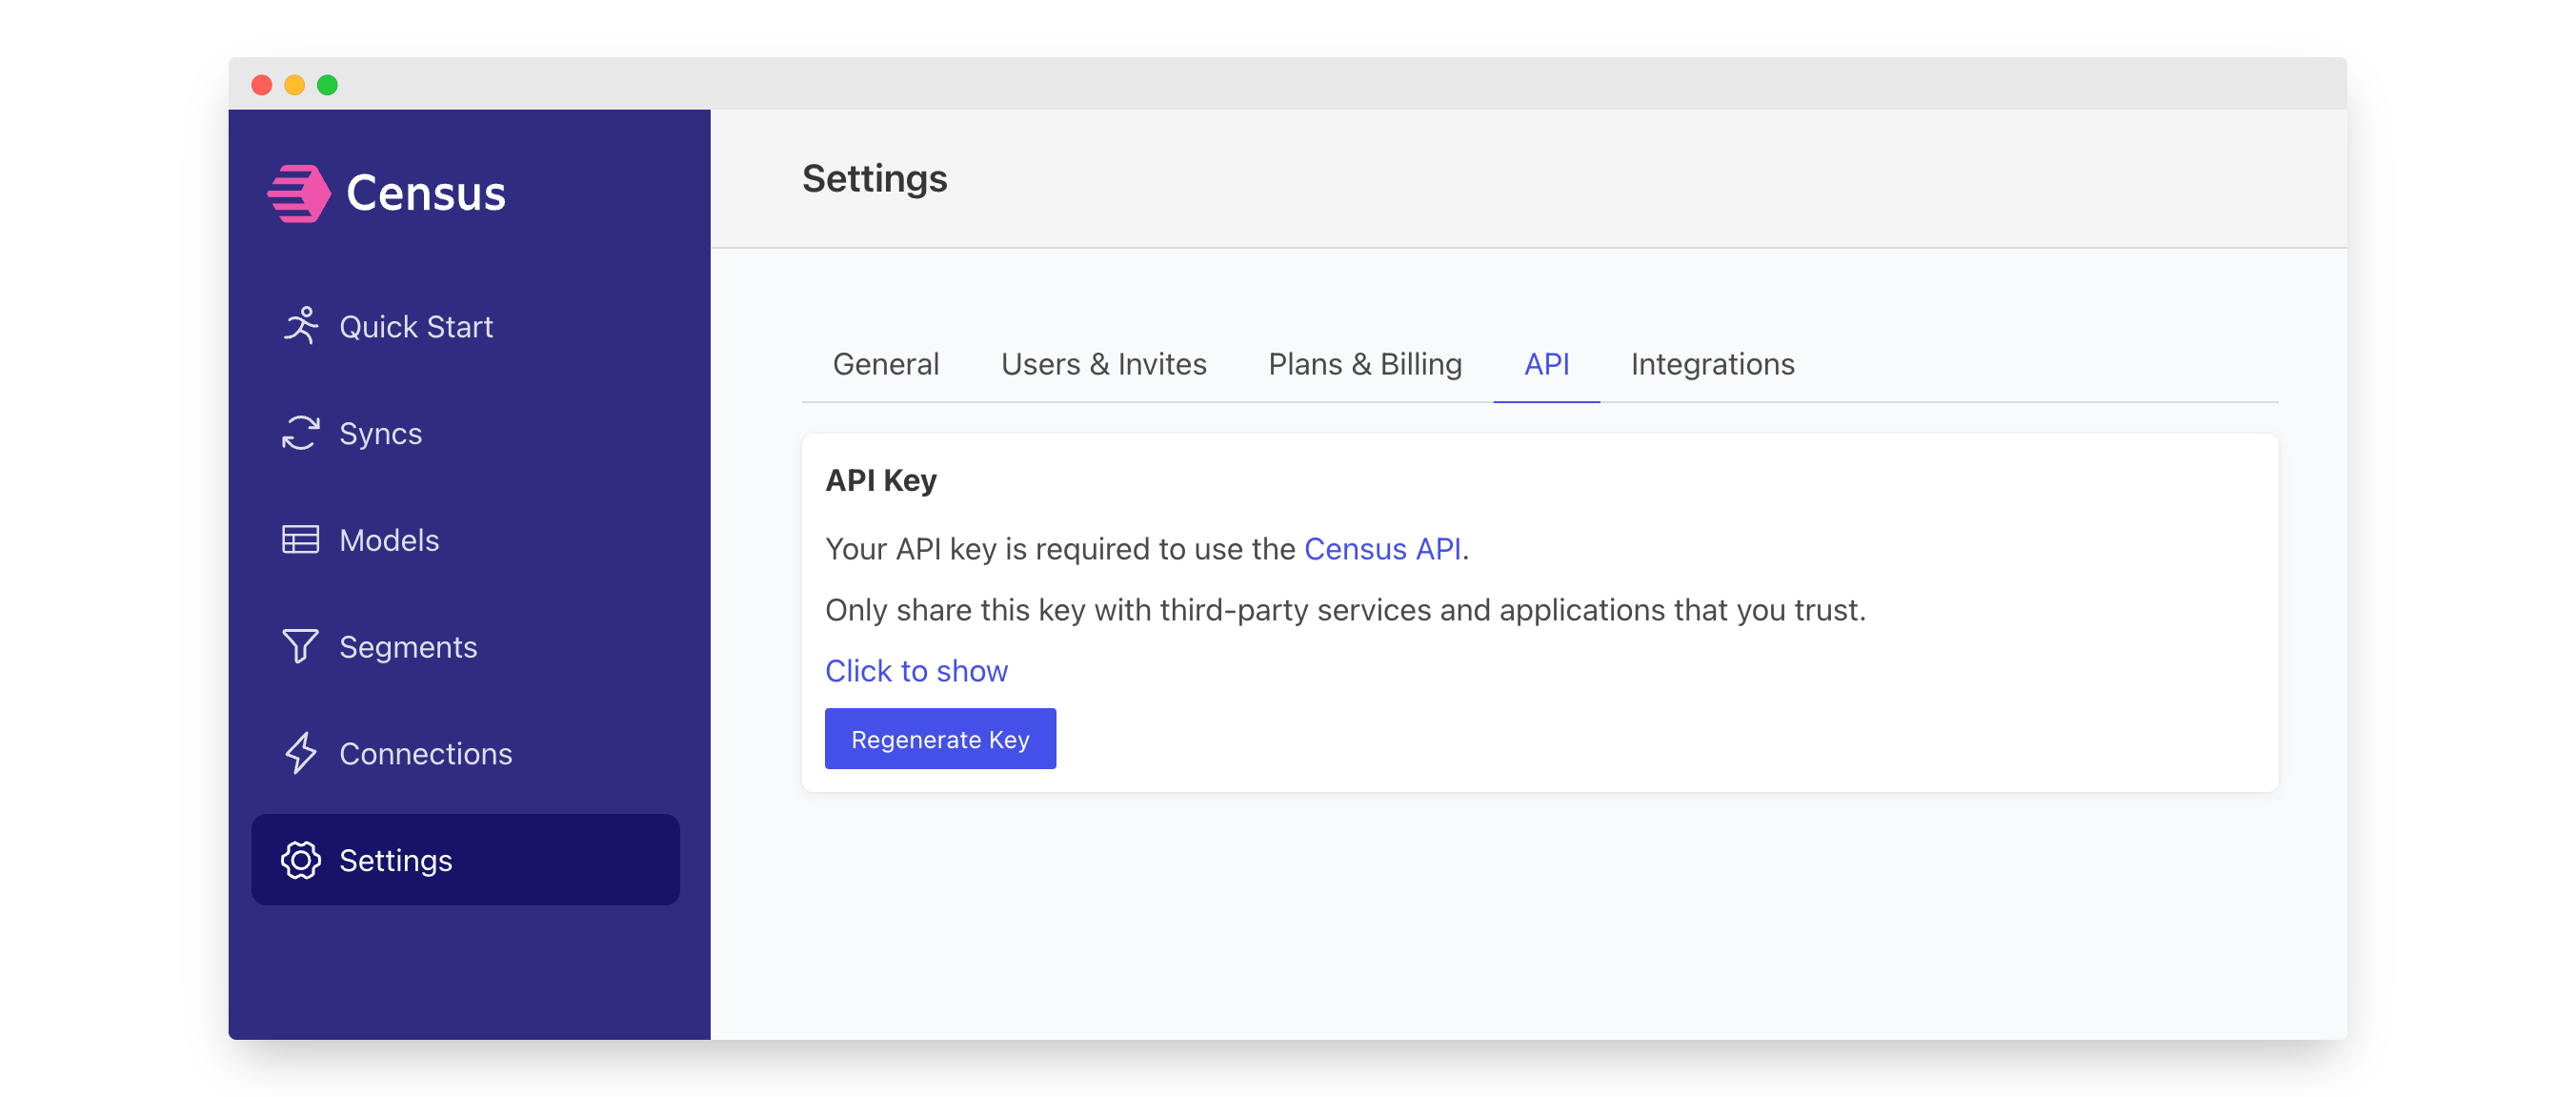 Census
Quick Start
Syncs
Models
Segments
Connections
Settings
Settings
General Users & Invites Plans & Billing API Integrations
API Key
Your API key is required to use the Census API.
Only share this key with third-party services and applications that you trust.
Click to show
Regenerate Key